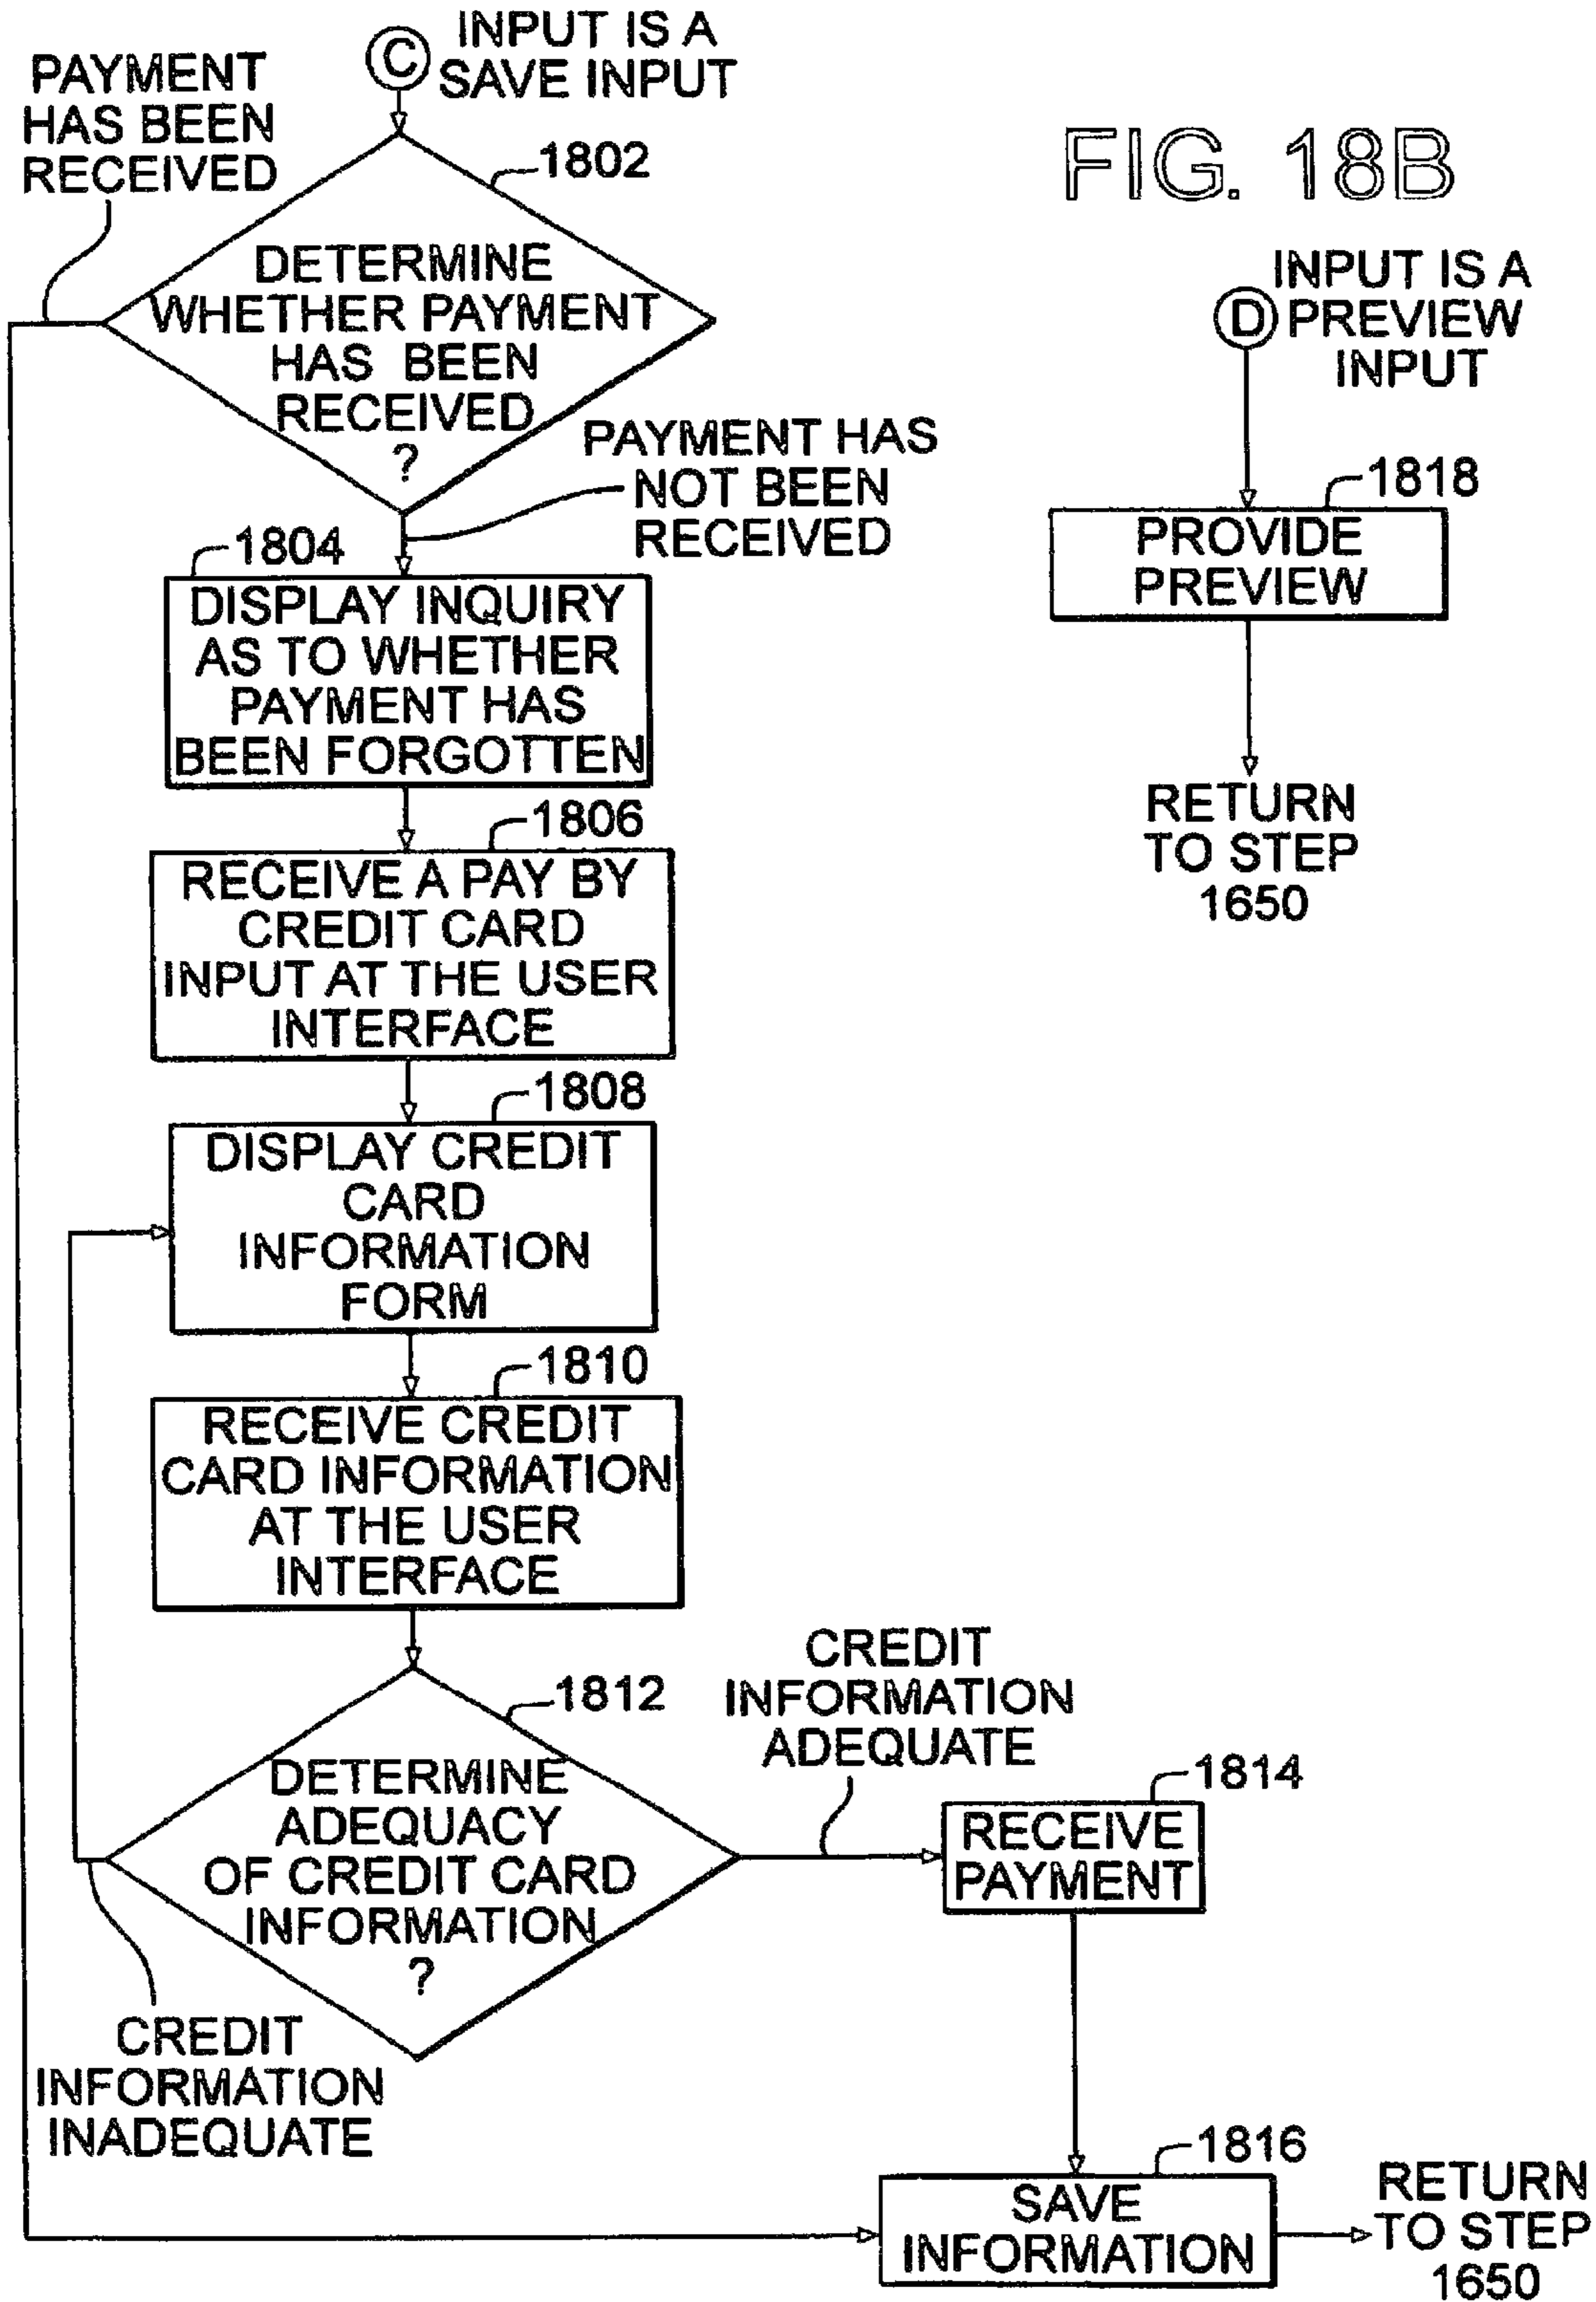 C
INPUT IS A
SAVE INPUT
PAYMENT
HAS BEEN
RECEIVED
1802
FIG. 18B
DETERMINE
WHETHER PAYMENT
HAS BEEN
RECEIVED
?
INPUT IS A
D PREVIEW
INPUT
PAYMENT HAS
NOT BEEN
RECEIVED
1818
PROVIDE
PREVIEW
RETURN
TO STEP
1650
1804
DISPLAY INQUIRY
AS TO WHETHER
PAYMENT HAS
BEEN FORGOTTEN
1806
RECEIVE A PAY BY
CREDIT CARD
INPUT AT THE USER
INTERFACE
1808
DISPLAY CREDIT
CARD
INFORMATION
FORM
1810
RECEIVE CREDIT
CARD INFORMATION
AT THE USER
INTERFACE
1812
DETERMINE
ADEQUACY
OF CREDIT CARD
INFORMATION
?
CREDIT
INFORMATION
ADEQUATE
1814
RECEIVE
PAYMENT
CREDIT
INFORMATION
INADEQUATE
1816
SAVE
INFORMATION
RETURN
TO STEP
1650